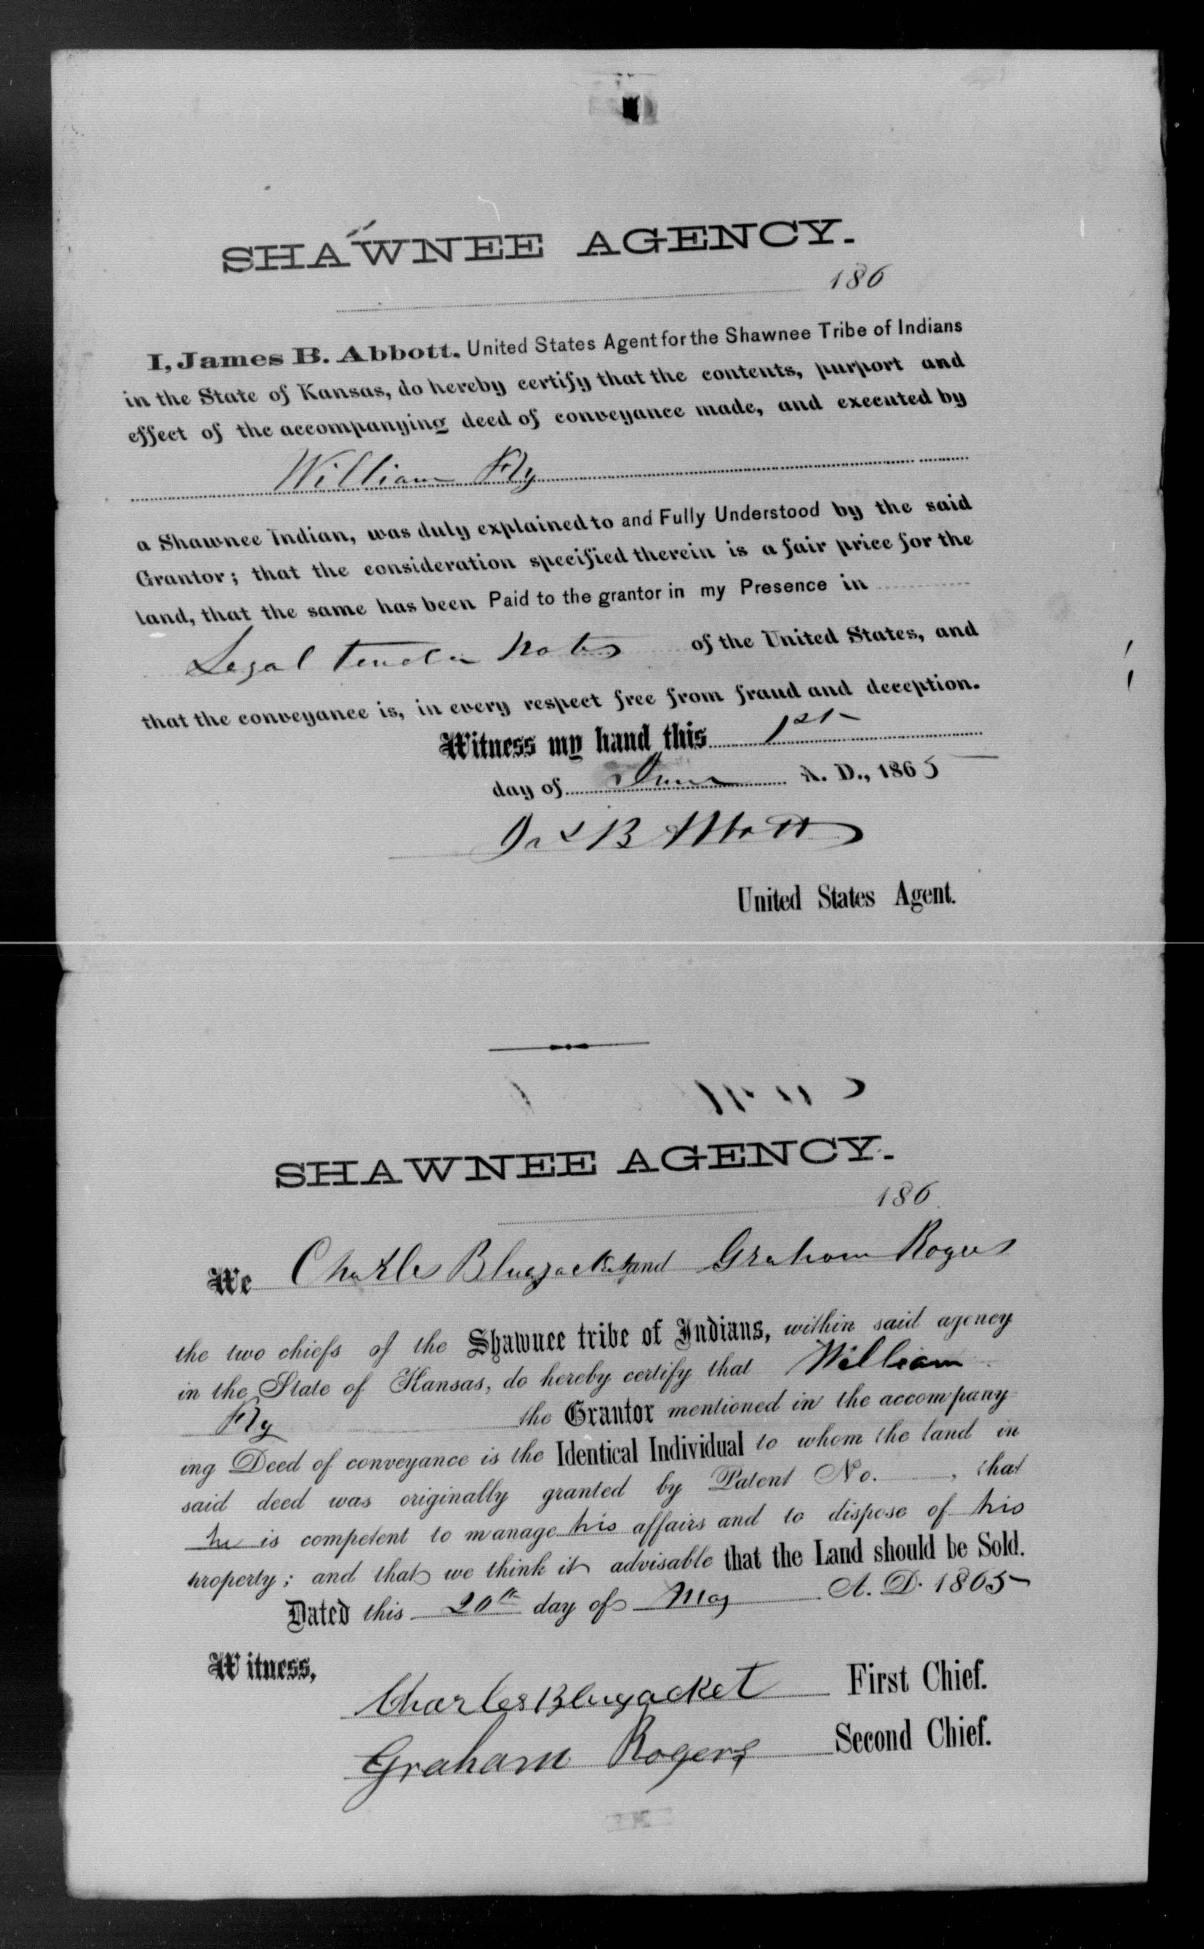 SHAWNEE AGENCY.
186
I, James B. Abbott, United States Agent for the Shawnee Tribe of Indians
in the State of Kansas, do hereby certify that the contents, purport and
effect of the accompanying deed of conveyance made, and executed by
William Fly
a Shawnee Indian, was duly explained to and Fully Understood by the said
Grantor; that the consideration specified therein is a fair price for the
land, that the same has been Paid to the grantor in my Presence in
Legal tender Notes of the United States, and
that the conveyance is, in every respect free from fraud and deception.
Witness my hand this 1st
day of June A. D., 1865
Jas B Abbott
United States Agent.
SHAWNEE AGENCY.
186
We Charles Bluejacket and Graham Rogers
the two chiefs of the Shawnee tribe of Indians, within said agency
in the State of Kansas, do hereby certify that William
Fly the Grantor mentioned in the accompany-
ing Deed of conveyance is the Identical Individual to whom the land in
said deed was originally granted by Patent No. , that
he is competent to manage his affairs and to dispose of his
property; and that we think it advisable that the Land should be Sold.
Dated this 20th day of May A. D. 1865
Witness,
Charles Blugacket First Chief.
Graham Rogers Second Chief.